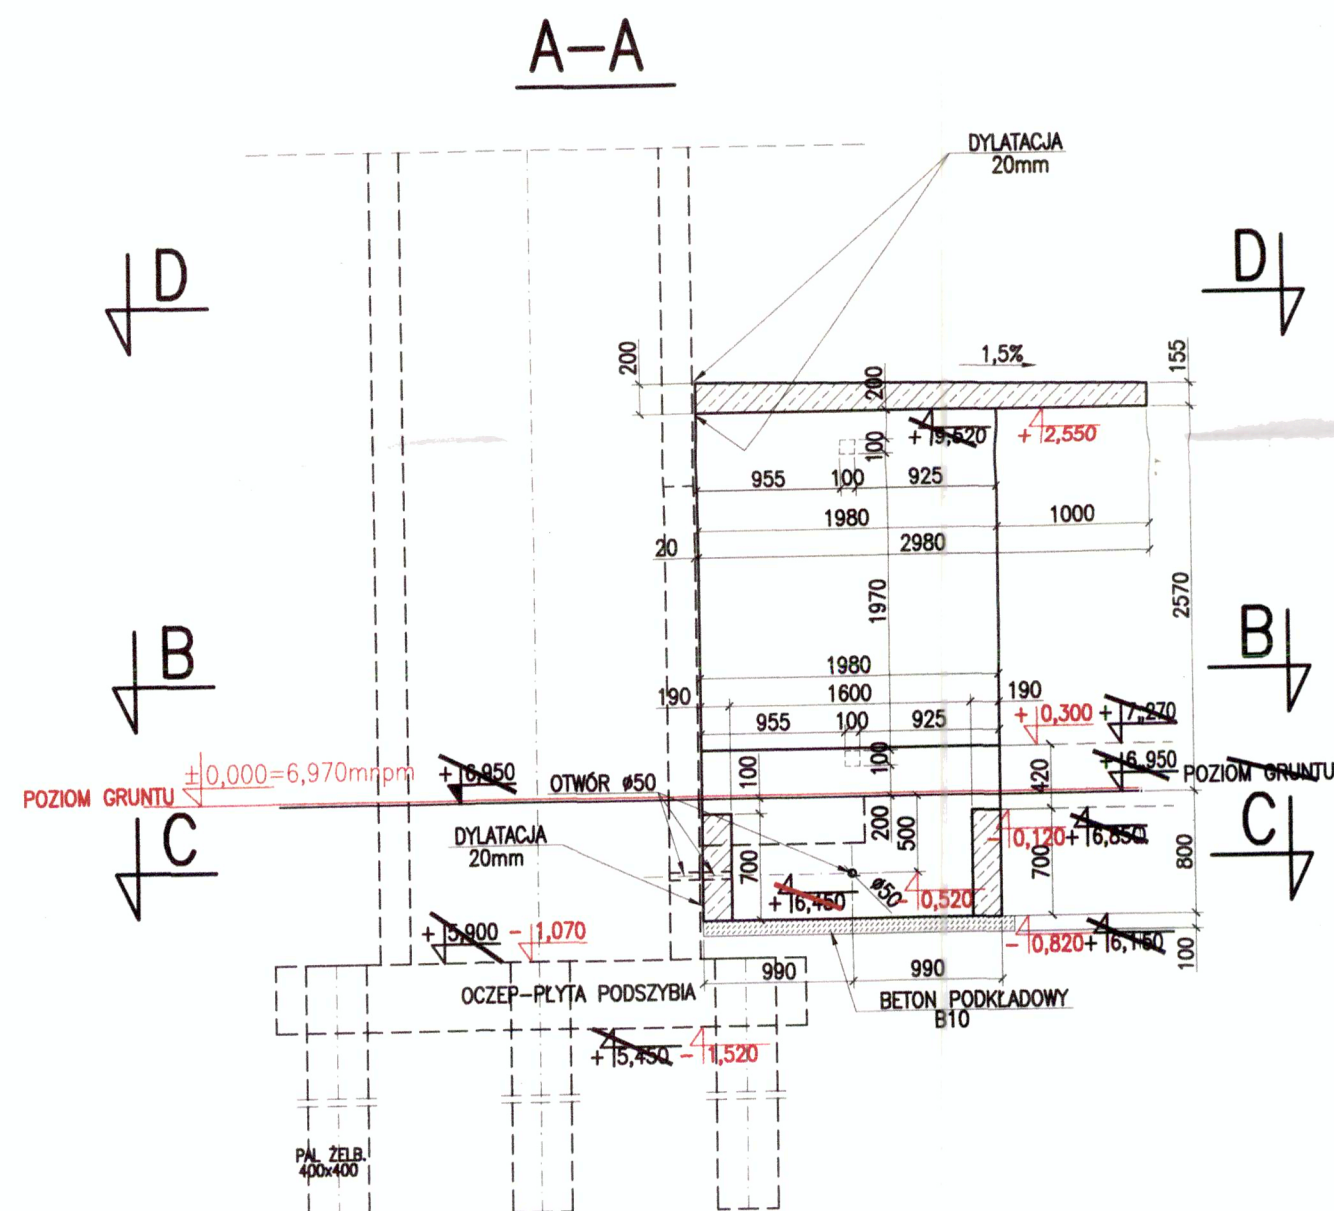 A-A
DYLATACJA
20mm
D
D
200
1,5%
155
200
+9,520
+2,550
100
955
100
925
1980
1000
20
2980
1970
2570
B
B
1980
190
1600
190
955
100
925
+0,300
+7,270
±0,000=6,970mnpm
+6,950
OTWÓR ø50
100
100
420
+6,950
POZIOM GRUNTU
POZIOM GRUNTU
C
C
DYLATACJA
20mm
700
200
500
-0,120
+6,850
700
800
ø50
+6,450
-0,520
+5,900
-1,070
-0,820
+6,150
100
990
990
OCZEP-PŁYTA PODSZYBIA
BETON PODKŁADOWY
B10
+5,450
-1,520
PAL ŻELB.
400x400